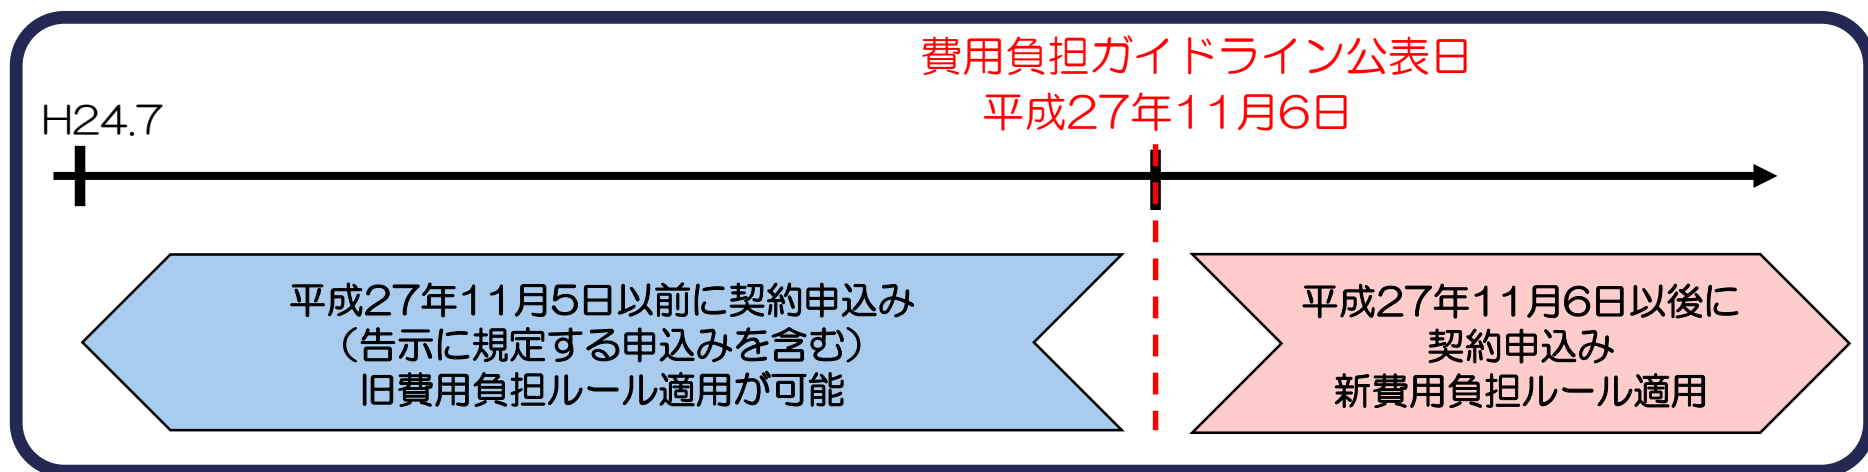 費用負担ガイドライン公表日
平成27年11月6日
H24.7
平成27年11月5日以前に契約申込み
（告示に規定する申込みを含む）
旧費用負担ルール適用が可能
平成27年11月6日以後に
契約申込み
新費用負担ルール適用